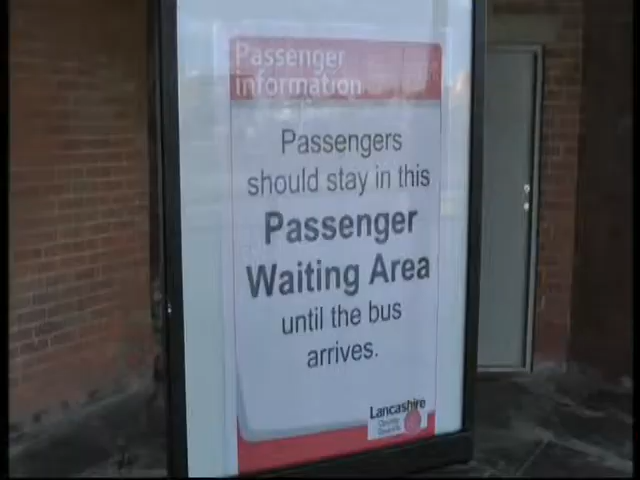 Passenger
information
Passengers
should stay in this
Passenger
Waiting Area
until the bus
arrives.
Lancashire
County
Council